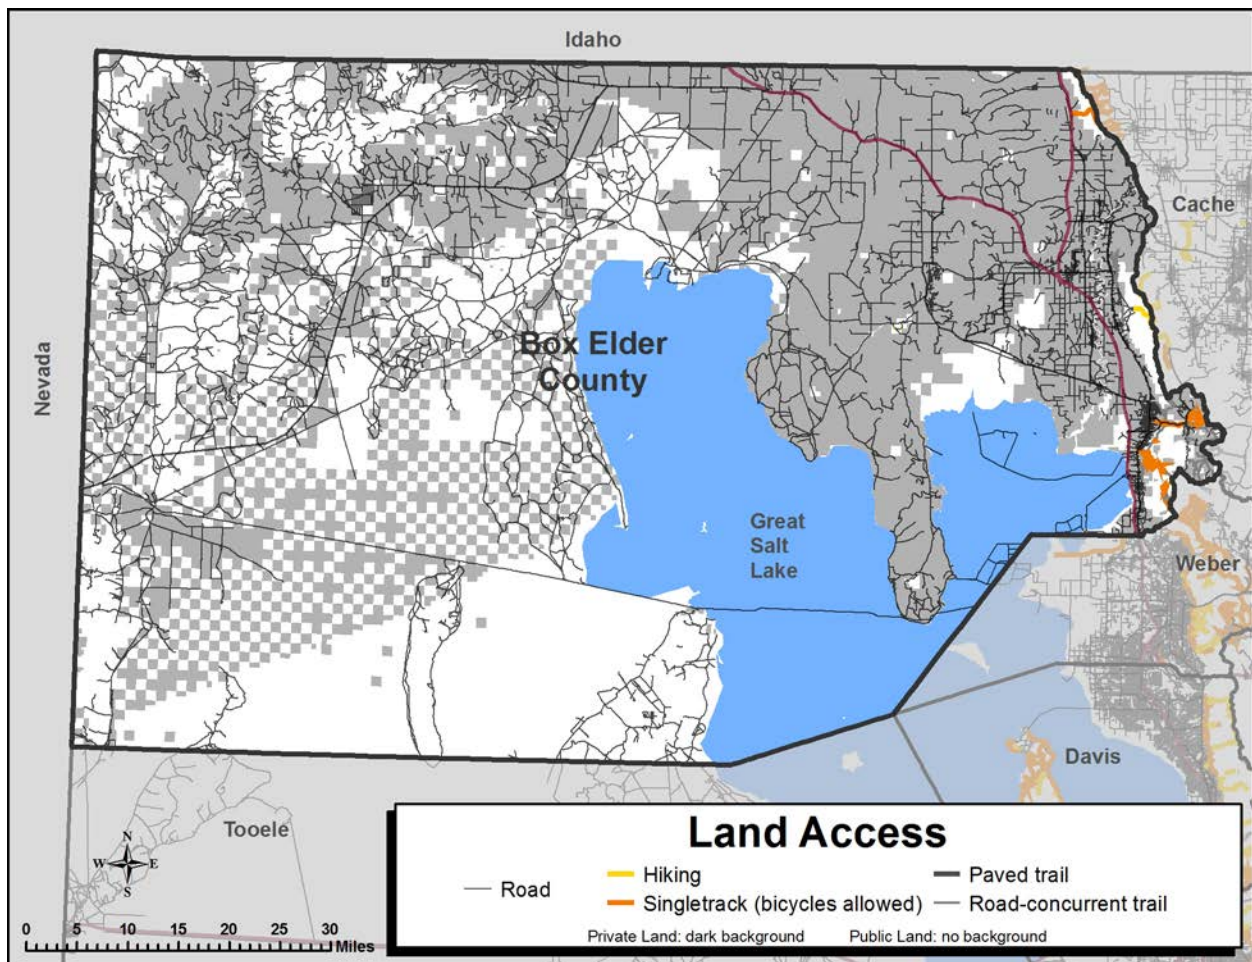 Idaho
Cache
Nevada
Box Elder
County
Great
Salt
Lake
Weber
Davis
Tooele
N
W E
S
0 5 10 15 20 30
Miles
Land Access
Road
Hiking
Singletrack (bicycles allowed)
Paved trail
Road-concurrent trail
Private Land: dark background Public Land: no background